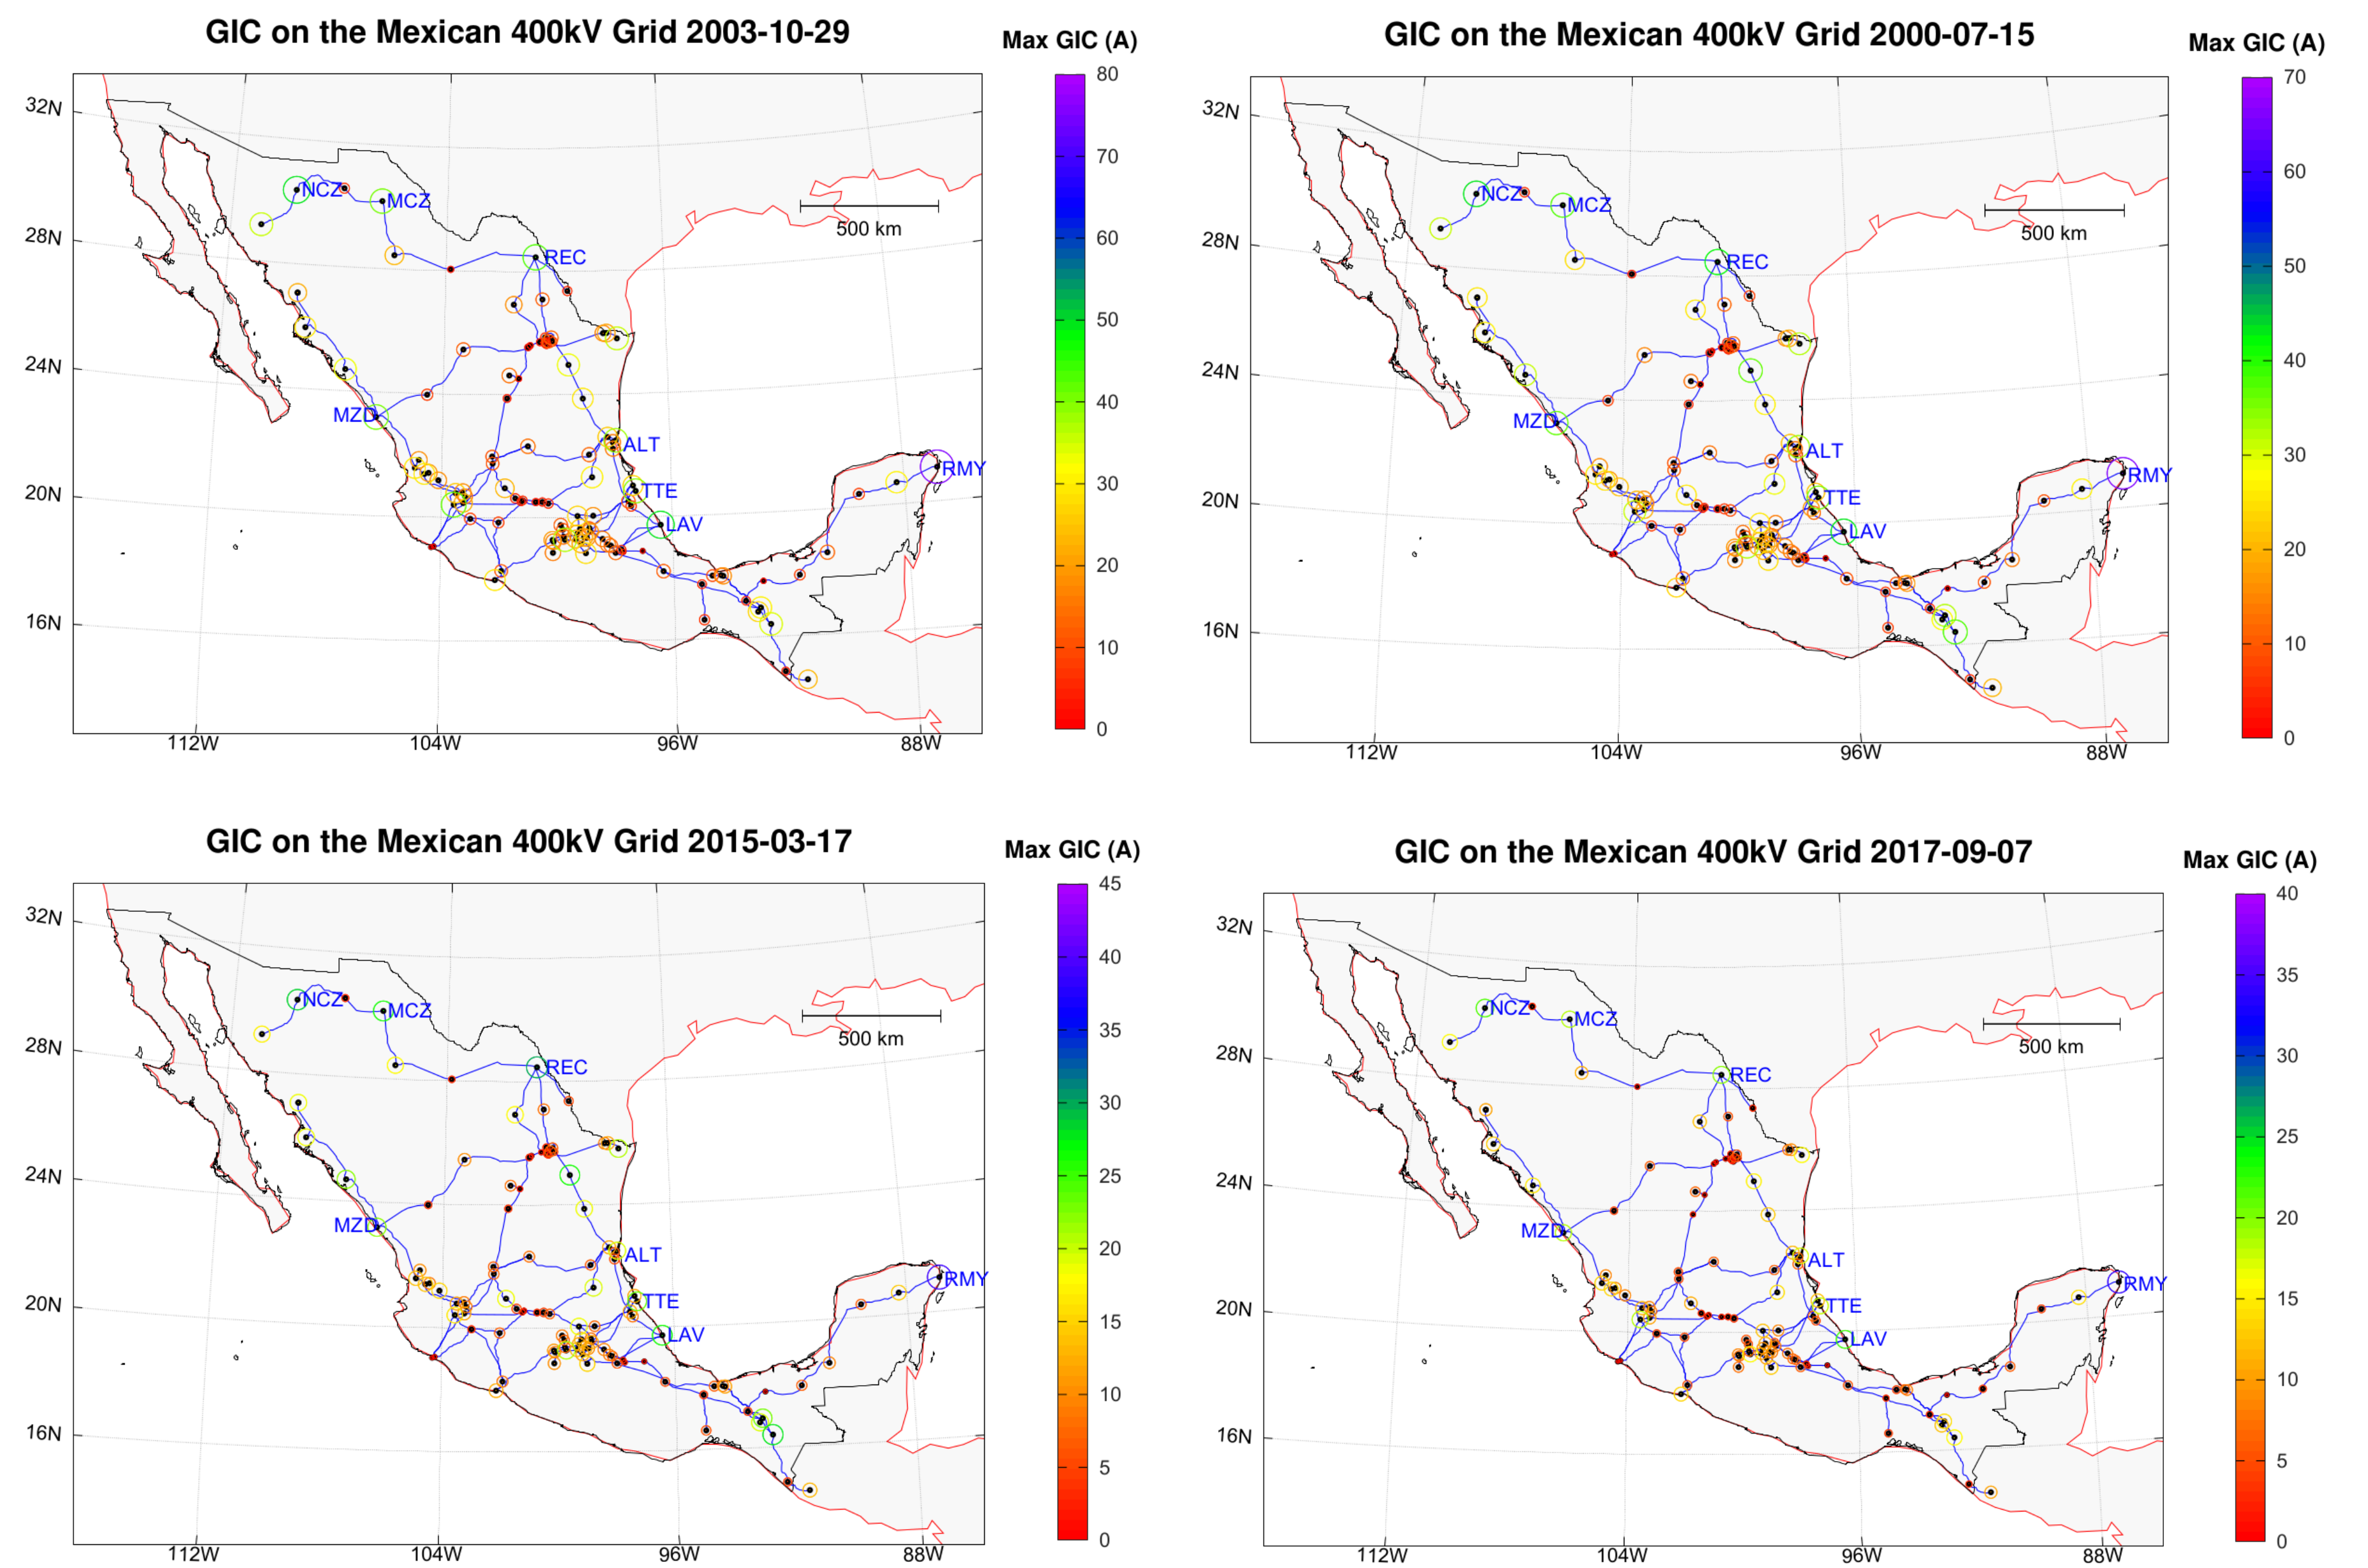 GIC on the Mexican 400kV Grid 2003-10-29
Max GIC (A)
80
70
60
50
40
30
20
10
0
32N
28N
24N
20N
16N
112W
104W
96W
88W
500 km
NCZ
MCZ
REC
MZD
ALT
RMY
TTE
LAV
GIC on the Mexican 400kV Grid 2000-07-15
Max GIC (A)
70
60
50
40
30
20
10
0
32N
28N
24N
20N
16N
112W
104W
96W
88W
500 km
NCZ
MCZ
REC
MZD
ALT
RMY
TTE
LAV
GIC on the Mexican 400kV Grid 2015-03-17
Max GIC (A)
45
40
35
30
25
20
15
10
5
0
32N
28N
24N
20N
16N
112W
104W
96W
88W
500 km
NCZ
MCZ
REC
MZD
ALT
RMY
TTE
LAV
GIC on the Mexican 400kV Grid 2017-09-07
Max GIC (A)
40
35
30
25
20
15
10
5
0
32N
28N
24N
20N
16N
112W
104W
96W
88W
500 km
NCZ
MCZ
REC
MZD
ALT
RMY
TTE
LAV